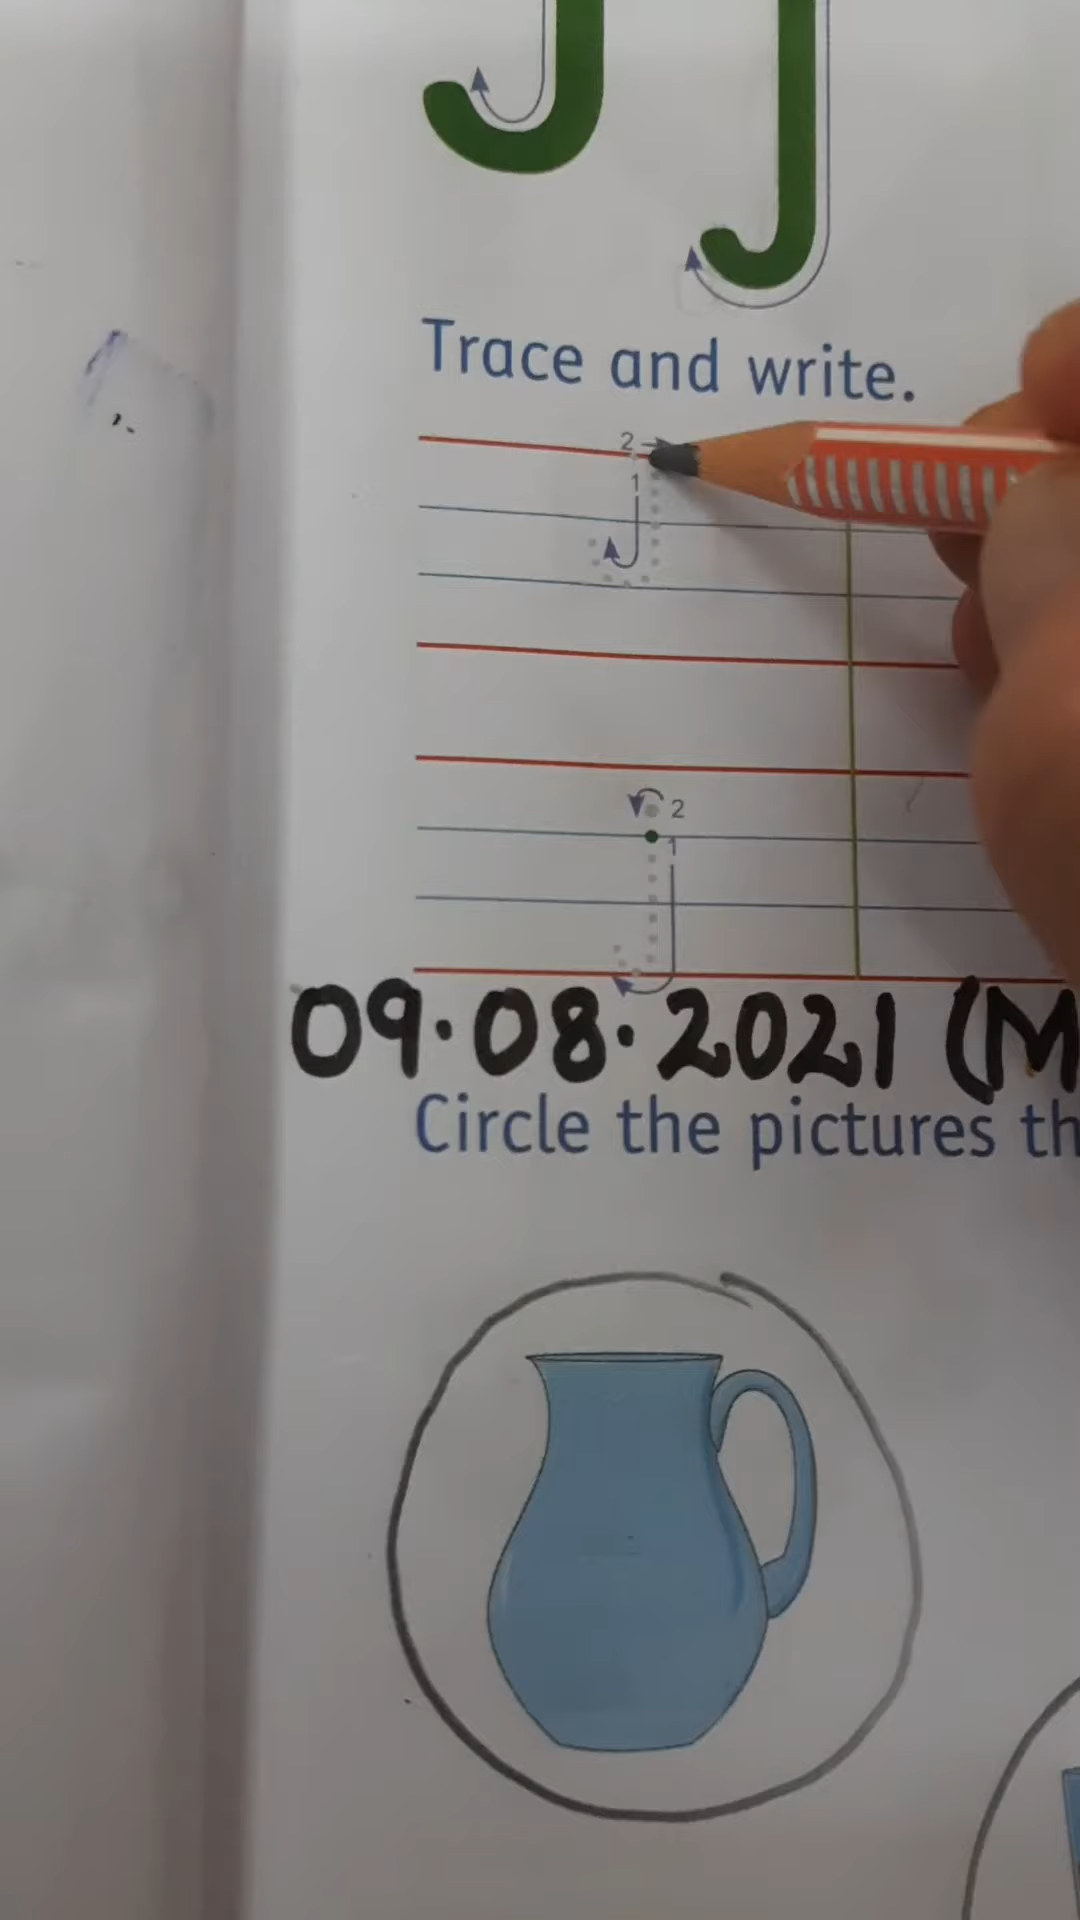 J j
Trace and write.
2
1
2
1
09.08.2021 (M
Circle the pictures th